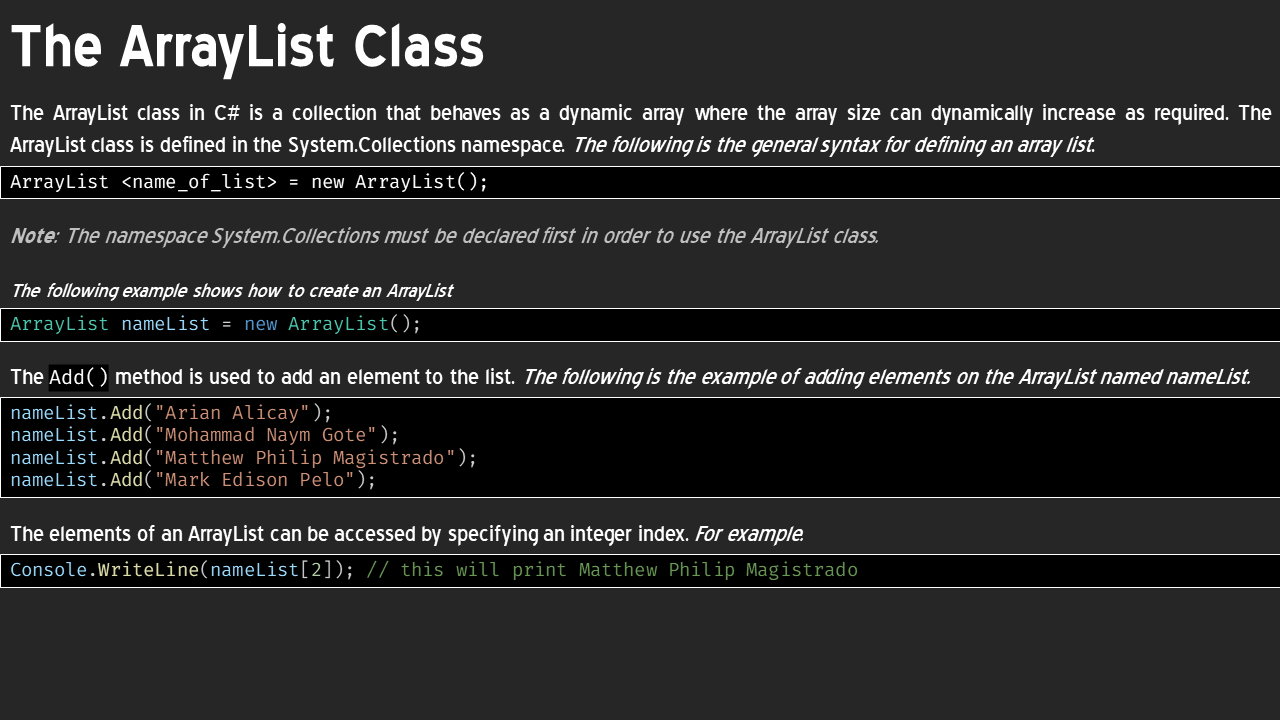 The ArrayList Class
The ArrayList class in C# is a collection that behaves as a dynamic array where the array size can dynamically increase as required. The
ArrayList class is defined in the System.Collections namespace. The following is the general syntax for defining an array list.
ArrayList <name_of_list> = new ArrayList();
Note: The namespace System.Collections must be declared first in order to use the ArrayList class.
The following example shows how to create an ArrayList
ArrayList nameList = new ArrayList();
The Add() method is used to add an element to the list. The following is the example of adding elements on the ArrayList named nameList.
nameList.Add("Arian Alicay");
nameList.Add("Mohammad Naym Gote");
nameList.Add("Matthew Philip Magistrado");
nameList.Add("Mark Edison Pelo");
The elements of an ArrayList can be accessed by specifying an integer index. For example:
Console.WriteLine(nameList[2]); // this will print Matthew Philip Magistrado